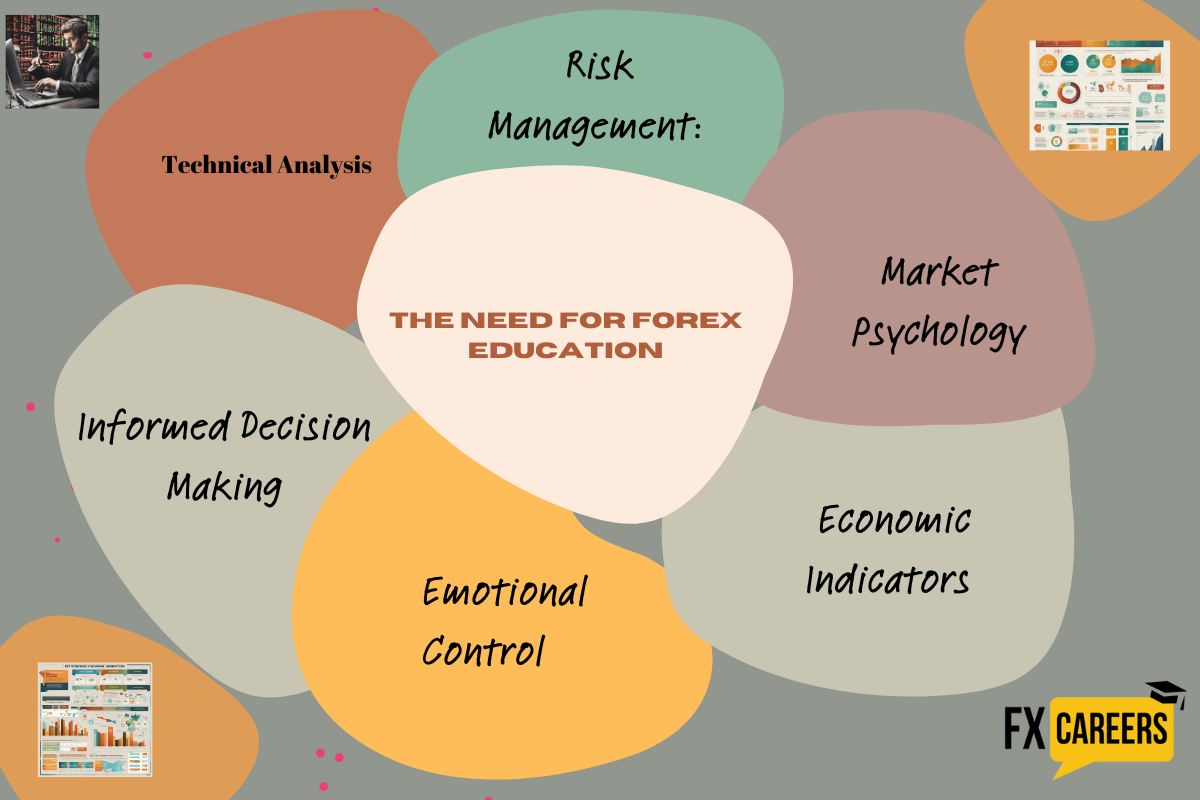 Risk
Management:
Technical Analysis
Market
Psychology
THE NEED FOR FOREX
EDUCATION
Informed Decision
Making
Economic
Indicators
Emotional
Control
FX CAREERS